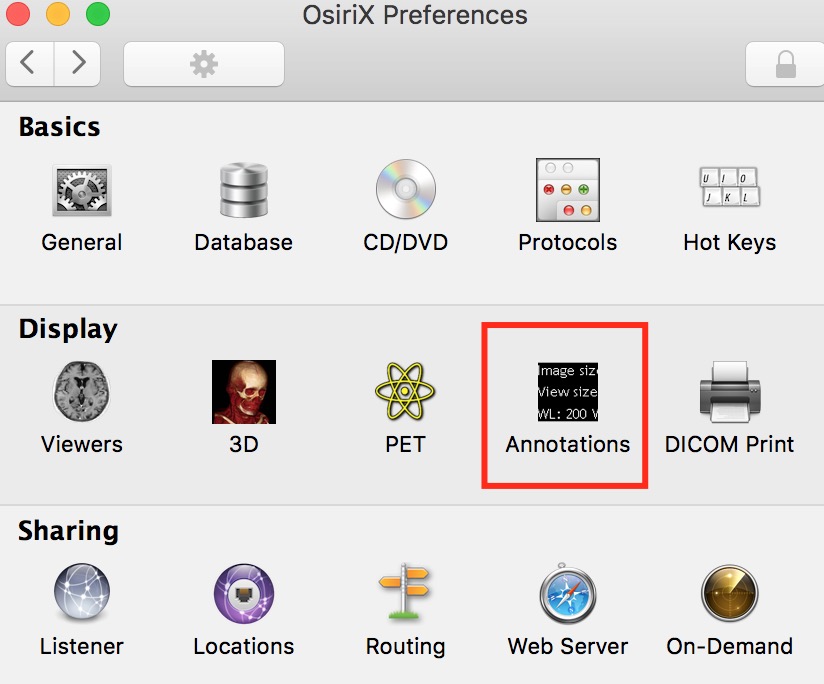 OsiriX Preferences
Basics
General Database CD/DVD Protocols Hot Keys
U I O
J K L
Display
Image siz
View size
WL: 200 W
Viewers 3D PET Annotations DICOM Print
Sharing
Listener Locations Routing Web Server On-Demand